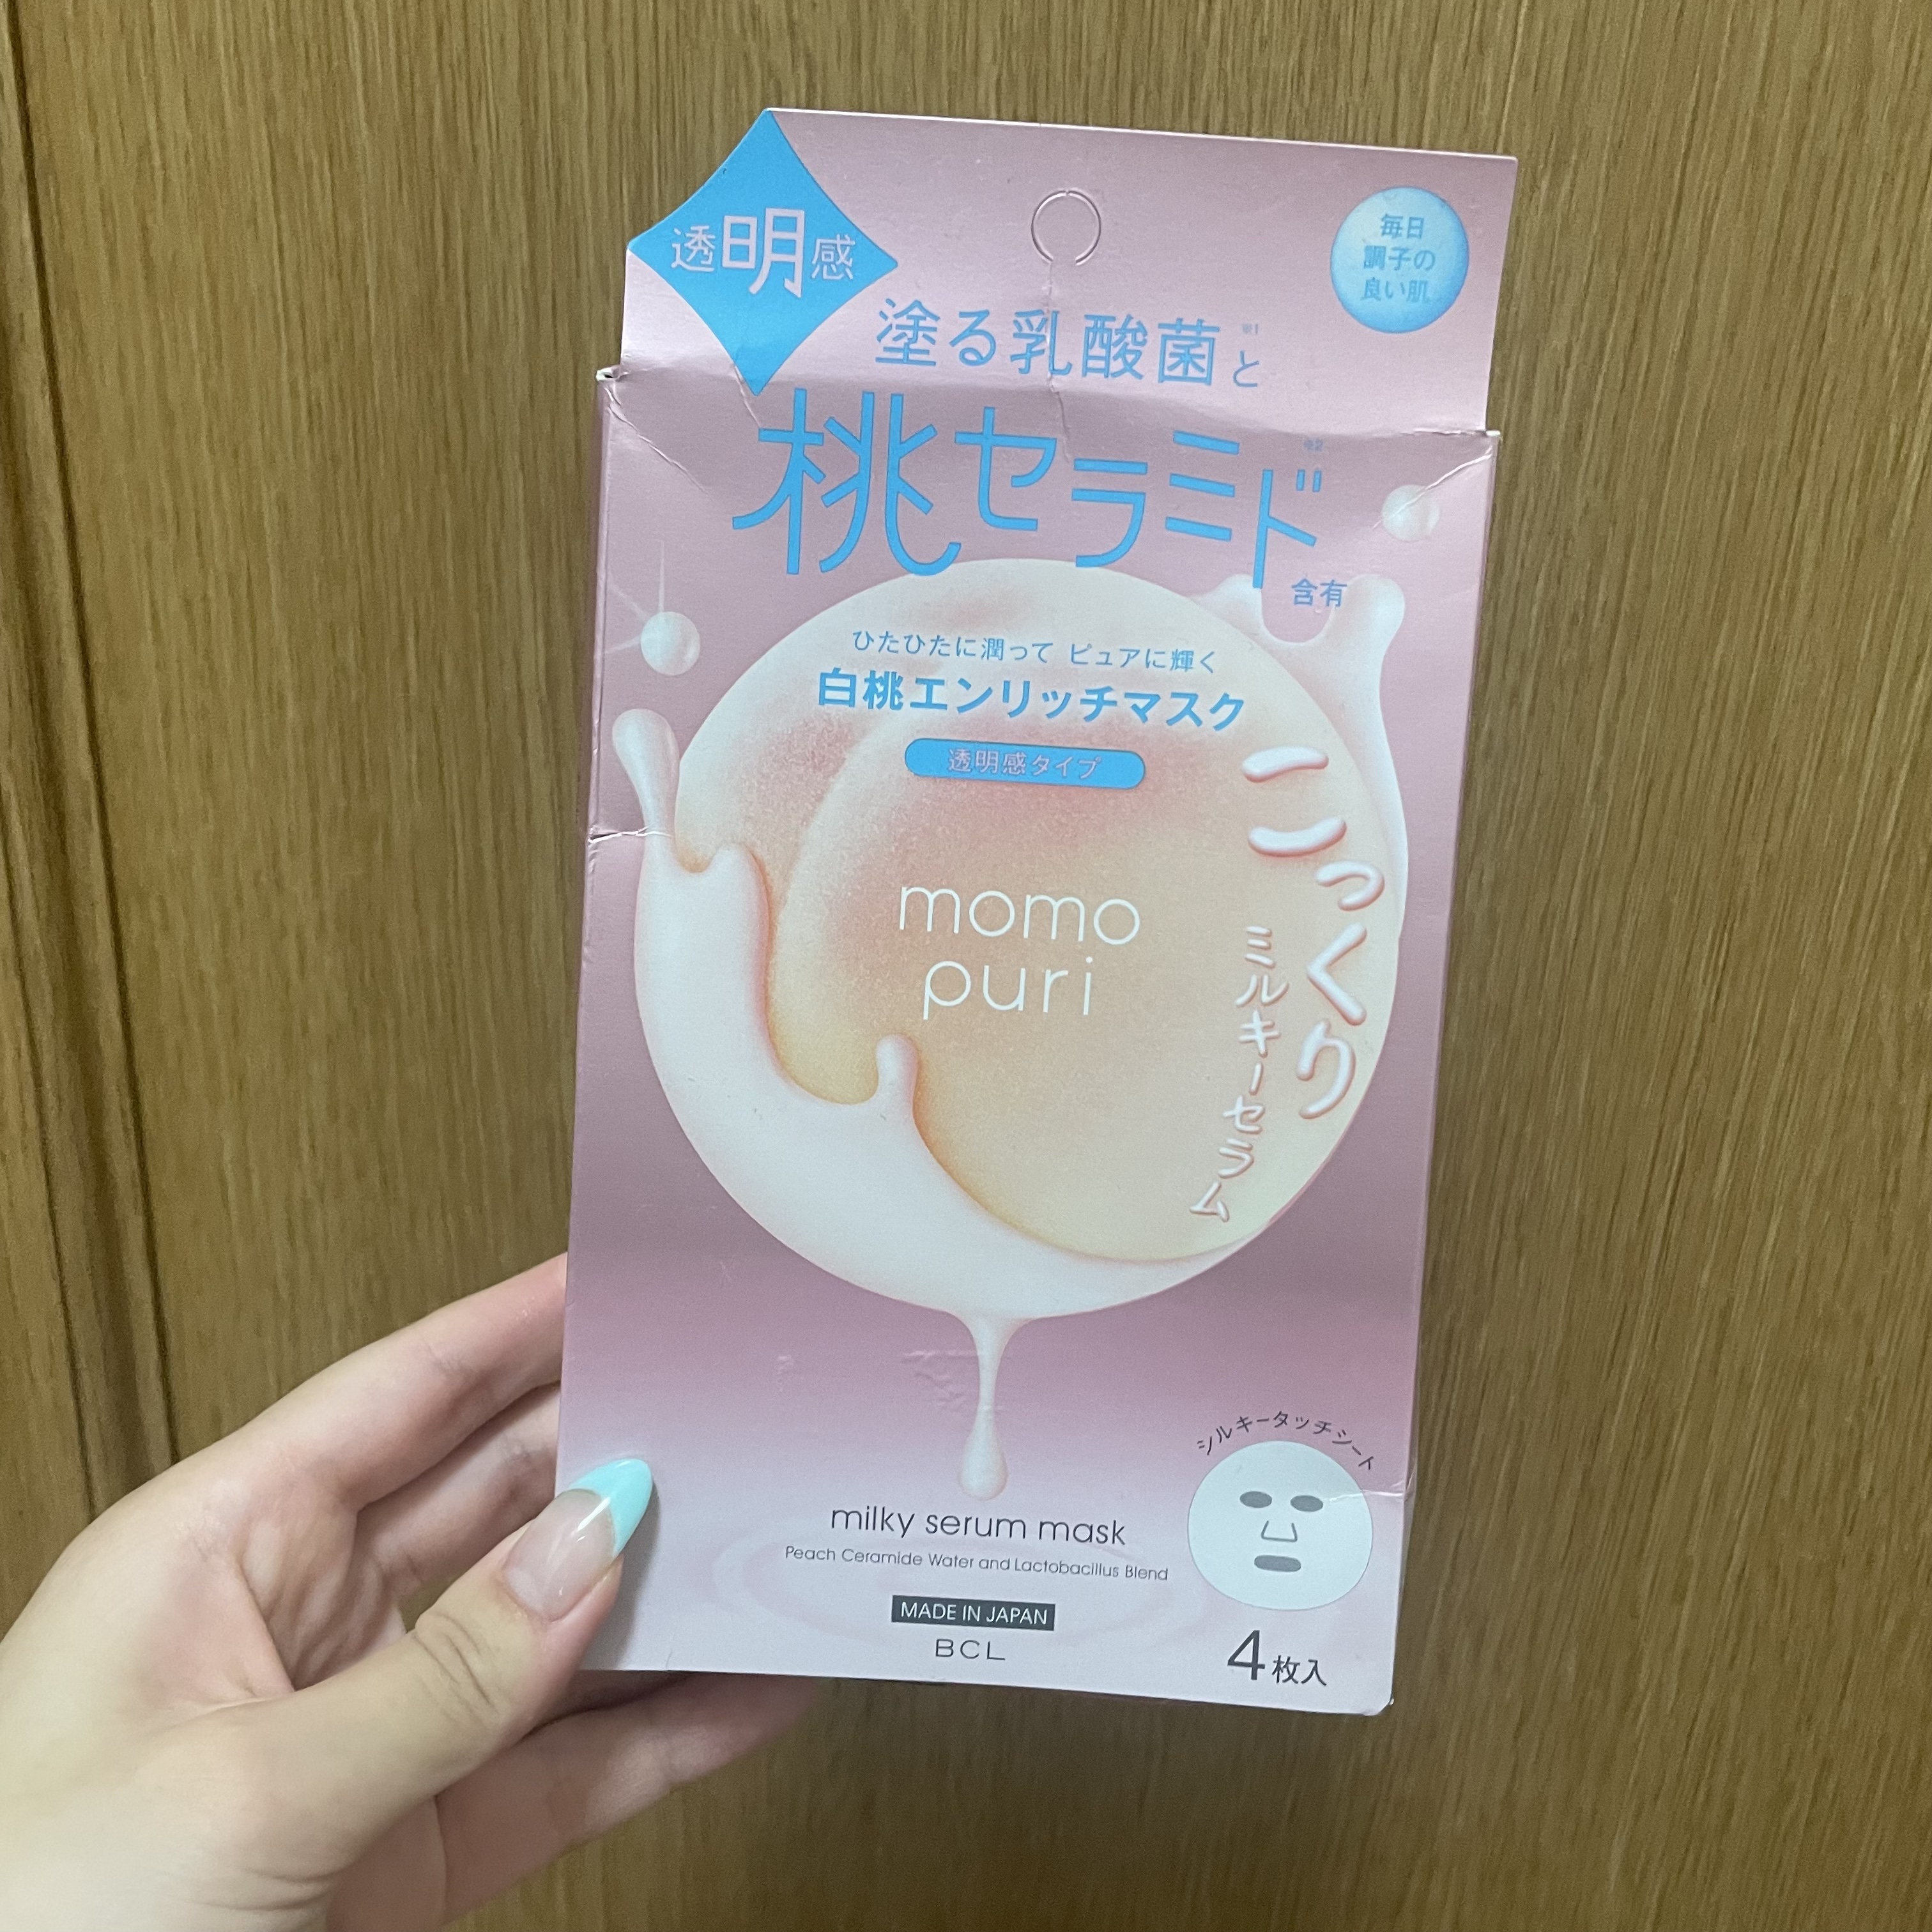 透明感
毎日
調子の
良い肌
塗る乳酸菌※1と
桃セラミド※2
含有
ひたひたに潤って ピュアに輝く
白桃エンリッチマスク
透明感タイプ
こっくり
ミルキーセラム
momo
puri
シルキータッチシート
milky serum mask
Peach Ceramide Water and Lactobacillus Blend
MADE IN JAPAN
BCL
4枚入